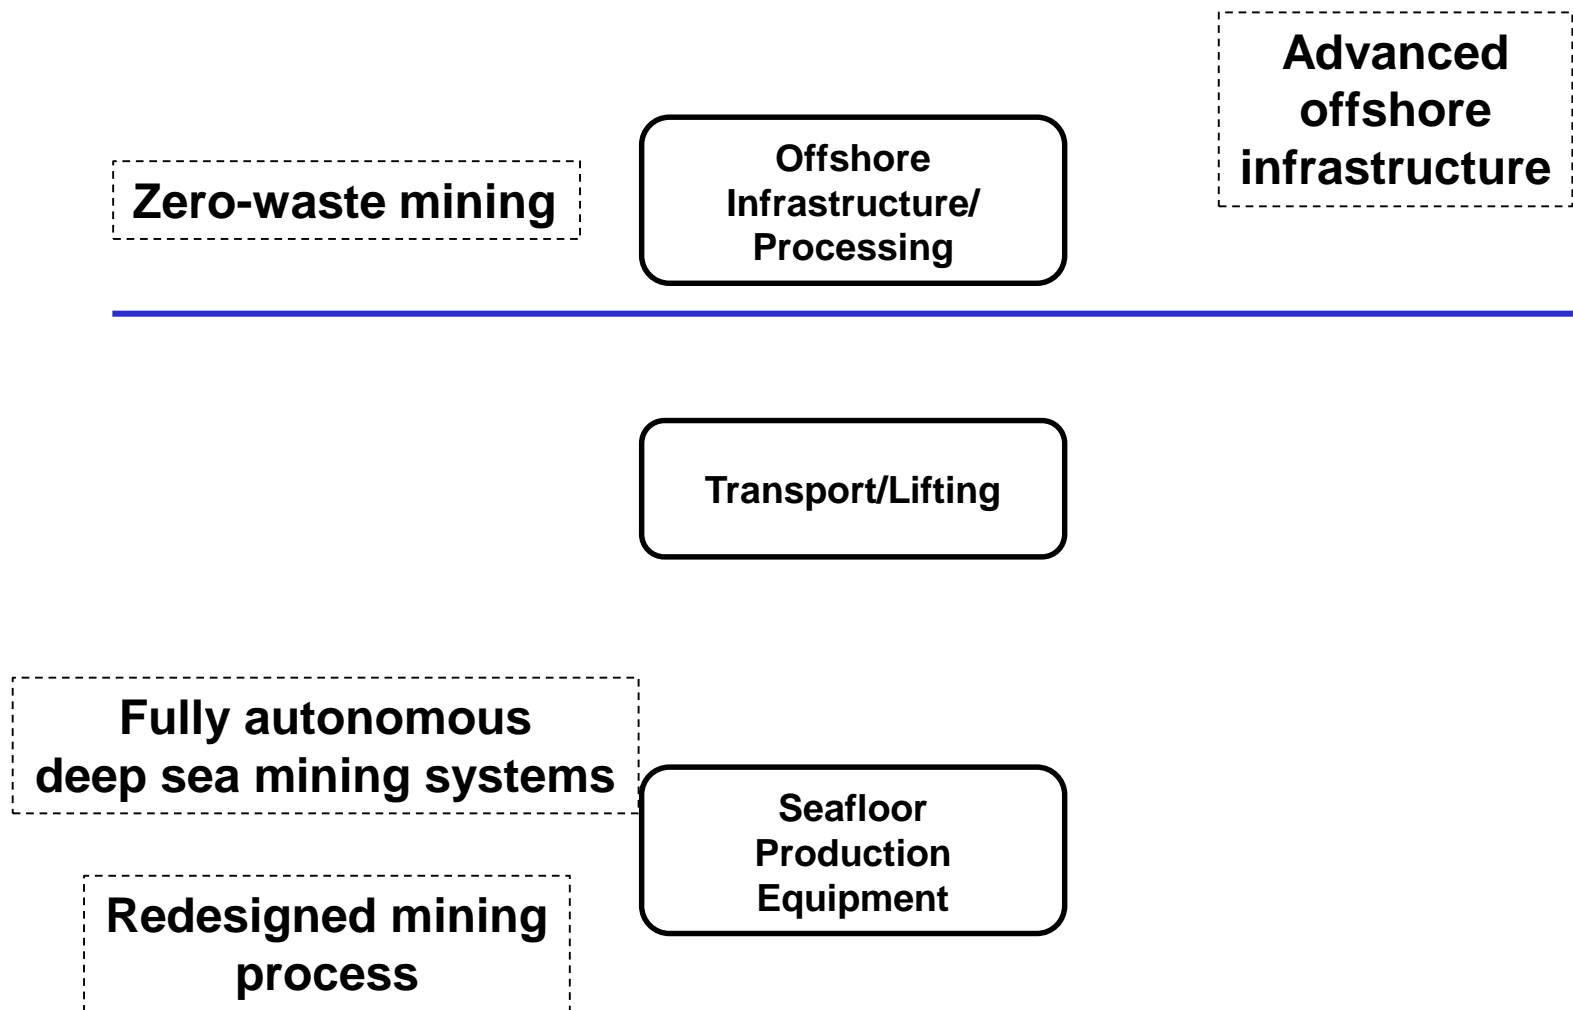 Advanced
offshore
infrastructure
Offshore
Infrastructure/
Processing
Zero-waste mining
Transport/Lifting
Fully autonomous
deep sea mining systems
Seafloor
Production
Equipment
Redesigned mining
process